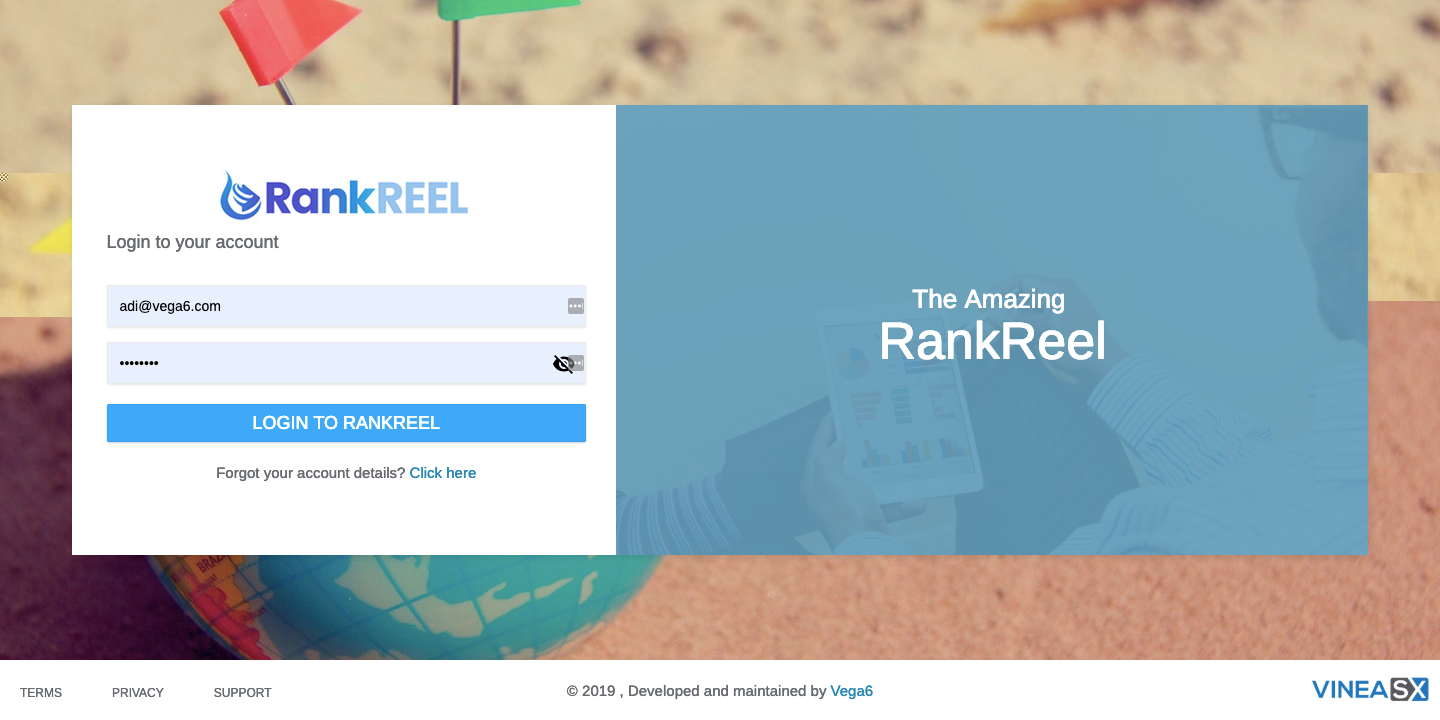 RankREEL
Login to your account
adi@vega6.com
••••••••
LOGIN TO RANKREEL
Forgot your account details? Click here
The Amazing
RankReel
TERMS
PRIVACY
SUPPORT
© 2019 , Developed and maintained by Vega6
VINEASX